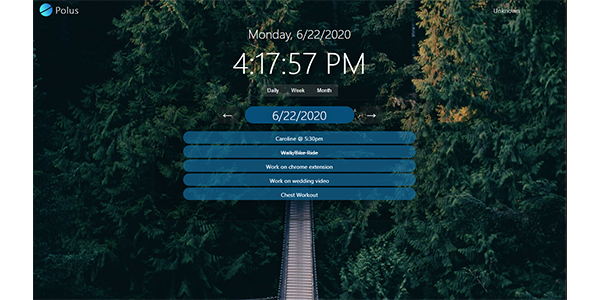 Polus
Unknown
Monday, 6/22/2020
4:17:57 PM
Daily Week Month
← 6/22/2020 →
Caroline @ 5:30pm
Walk/Bike Ride
Work on chrome extension
Work on wedding video
Chest Workout